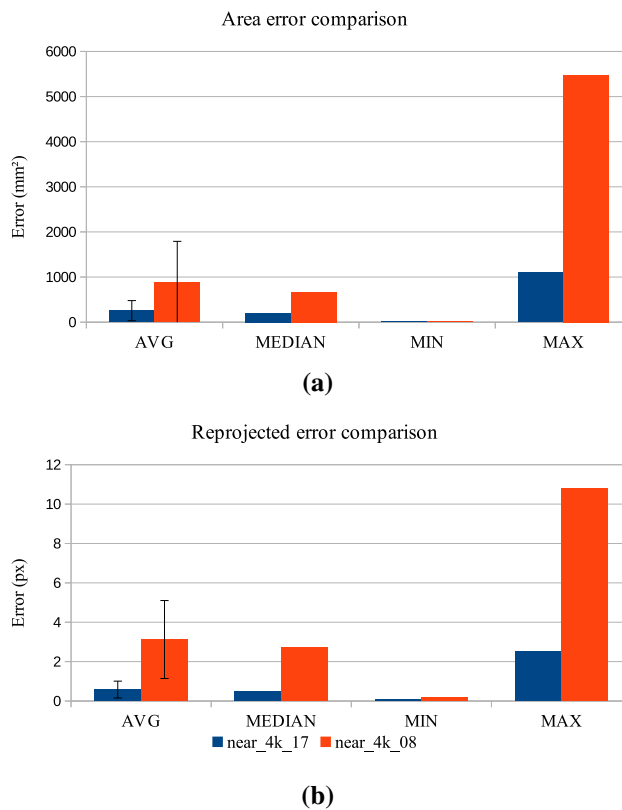 Area error comparison
6000
5000
4000
3000
2000
1000
0
Error (mm²)
AVG MEDIAN MIN MAX
(a)
Reprojected error comparison
12
10
8
6
4
2
0
Error (px)
AVG MEDIAN MIN MAX
near_4k_17 near_4k_08
(b)